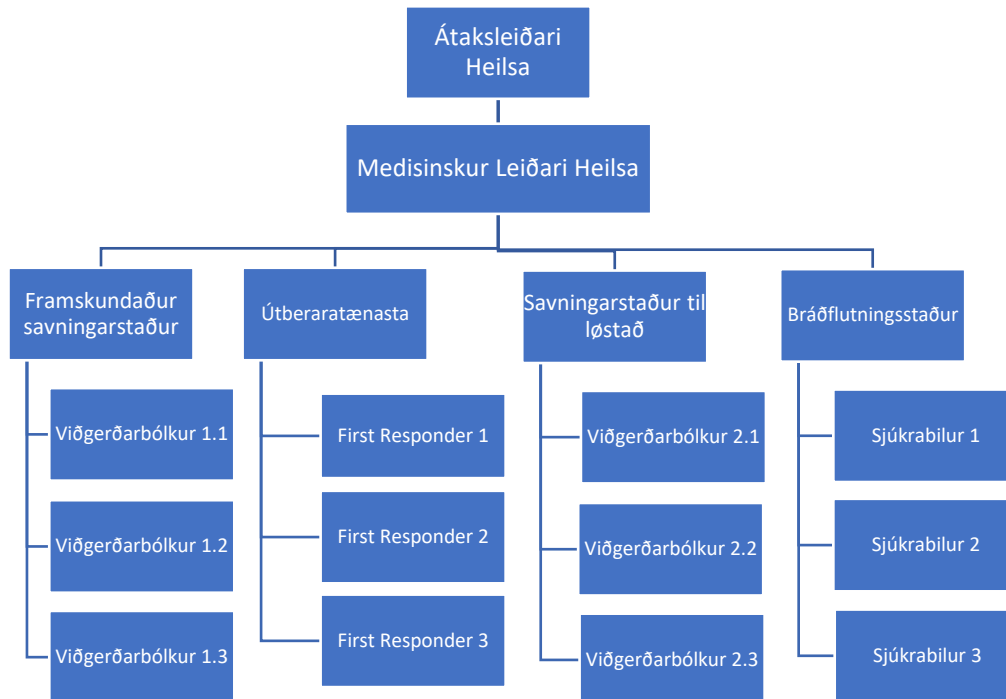 Átaksleiðari
Heilsa
Medisinskur Leiðari Heilsa
Framskundaður
savningarstaður
Viðgerðarbólkur 1.1
Viðgerðarbólkur 1.2
Viðgerðarbólkur 1.3
Útberaratænasta
First Responder 1
First Responder 2
First Responder 3
Savningarstaður til
løstað
Viðgerðarbólkur 2.1
Viðgerðarbólkur 2.2
Viðgerðarbólkur 2.3
Bráðflutningsstaður
Sjúkrabilur 1
Sjúkrabilur 2
Sjúkrabilur 3